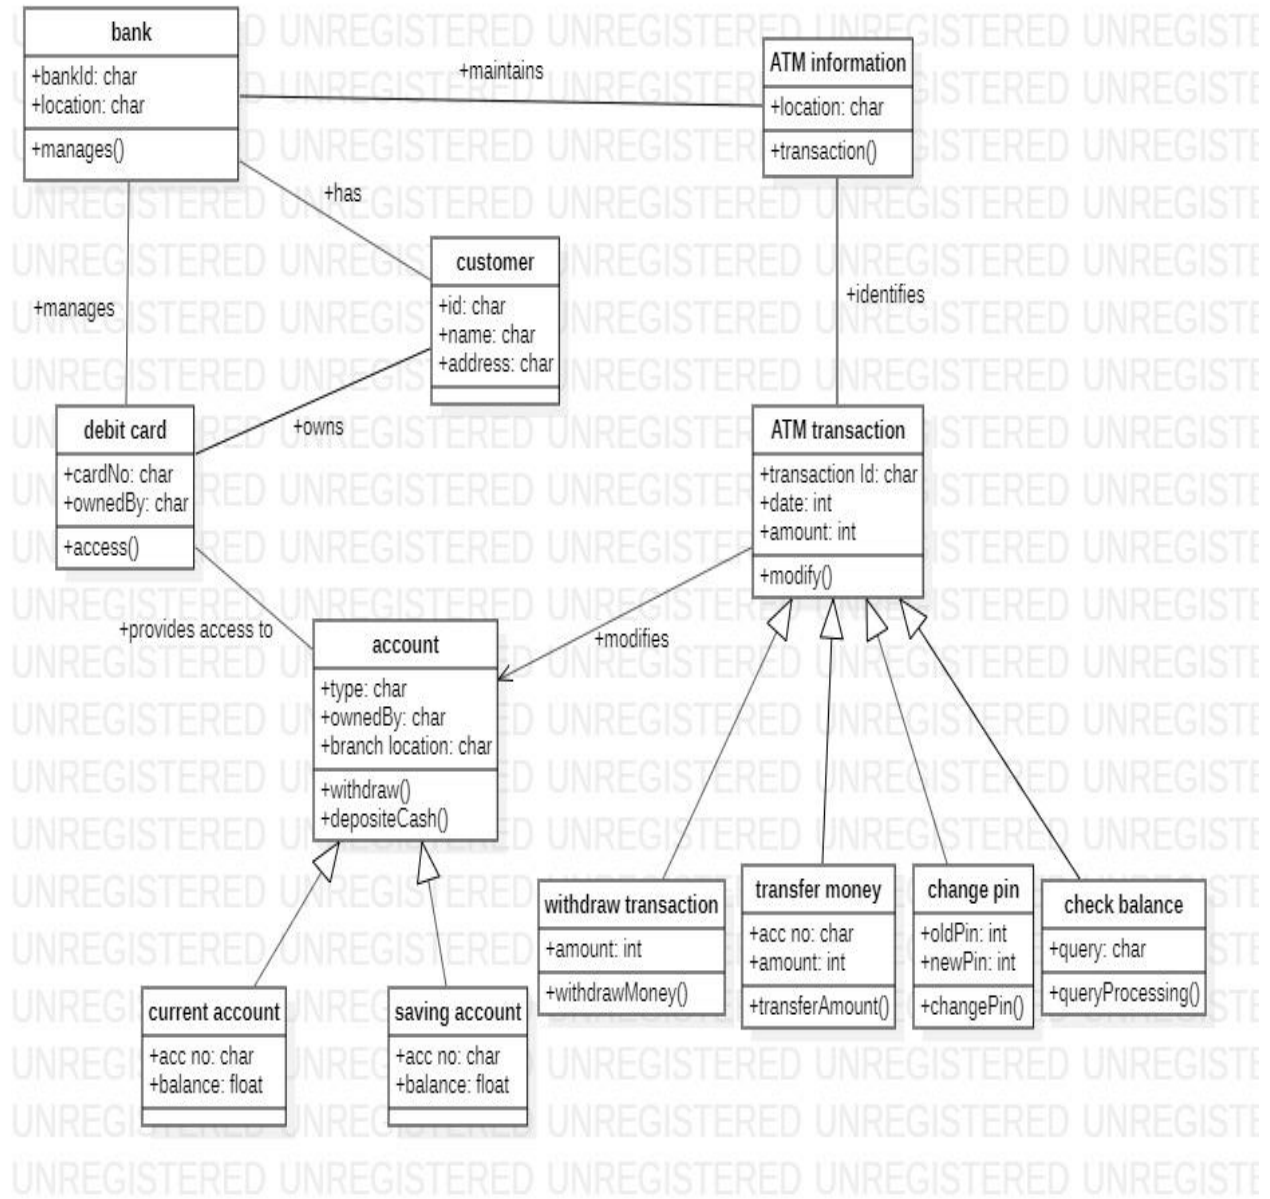 bank
+bankId: char
+location: char
+manages()
+maintains
ATM information
+location: char
+transaction()
+has
customer
+id: char
+name: char
+address: char
+manages
+identifies
debit card
+cardNo: char
+ownedBy: char
+access()
+owns
ATM transaction
+transaction Id: char
+date: int
+amount: int
+modify()
+provides access to
+modifies
account
+type: char
+ownedBy: char
+branch location: char
+withdraw()
+depositeCash()
current account
+acc no: char
+balance: float
saving account
+acc no: char
+balance: float
withdraw transaction
+amount: int
+withdrawMoney()
transfer money
+acc no: char
+amount: int
+transferAmount()
change pin
+oldPin: int
+newPin: int
+changePin()
check balance
+query: char
+queryProcessing()
UNREGISTERED